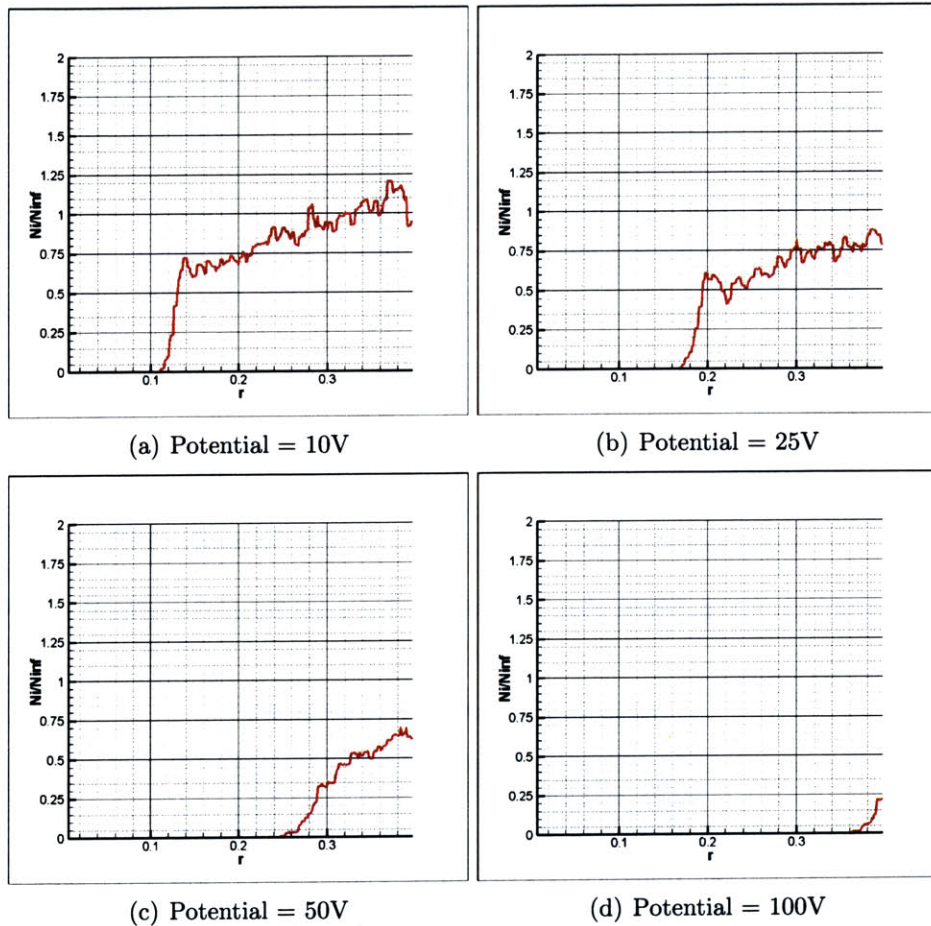 2
1.75
1.5
1.25
1
0.75
0.5
0.25
0
Ni/Ninf
0.1 0.2 0.3
r
(a) Potential = 10V
2
1.75
1.5
1.25
1
0.75
0.5
0.25
0
Ni/Ninf
0.1 0.2 0.3
r
(b) Potential = 25V
2
1.75
1.5
1.25
1
0.75
0.5
0.25
0
Ni/Ninf
0.1 0.2 0.3
r
(c) Potential = 50V
2
1.75
1.5
1.25
1
0.75
0.5
0.25
0
Ni/Ninf
0.1 0.2 0.3
r
(d) Potential = 100V